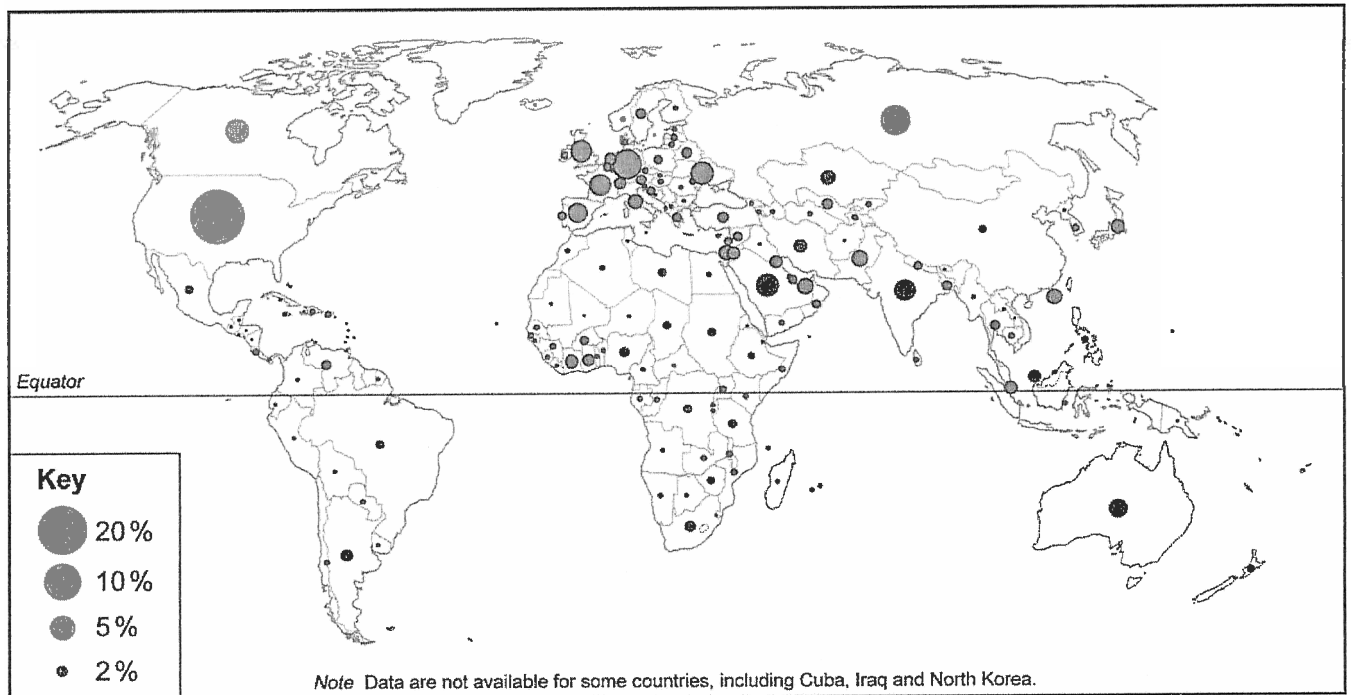 Equator
Key
20%
10%
5%
2%
Note Data are not available for some countries, including Cuba, Iraq and North Korea.